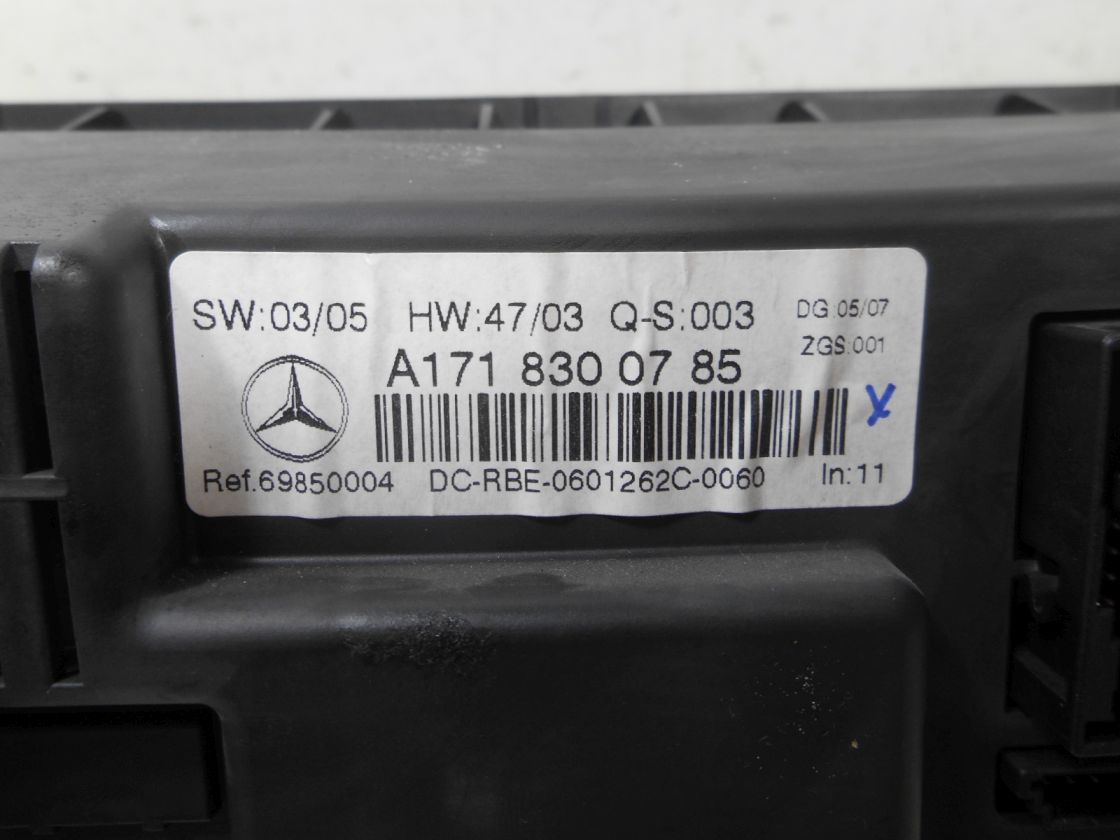 SW:03/05 HW:47/03 Q-S:003 DG:05/07
ZGS:001
A171 830 07 85
X
Ref.69850004 DC-RBE-0601262C-0060 In:11